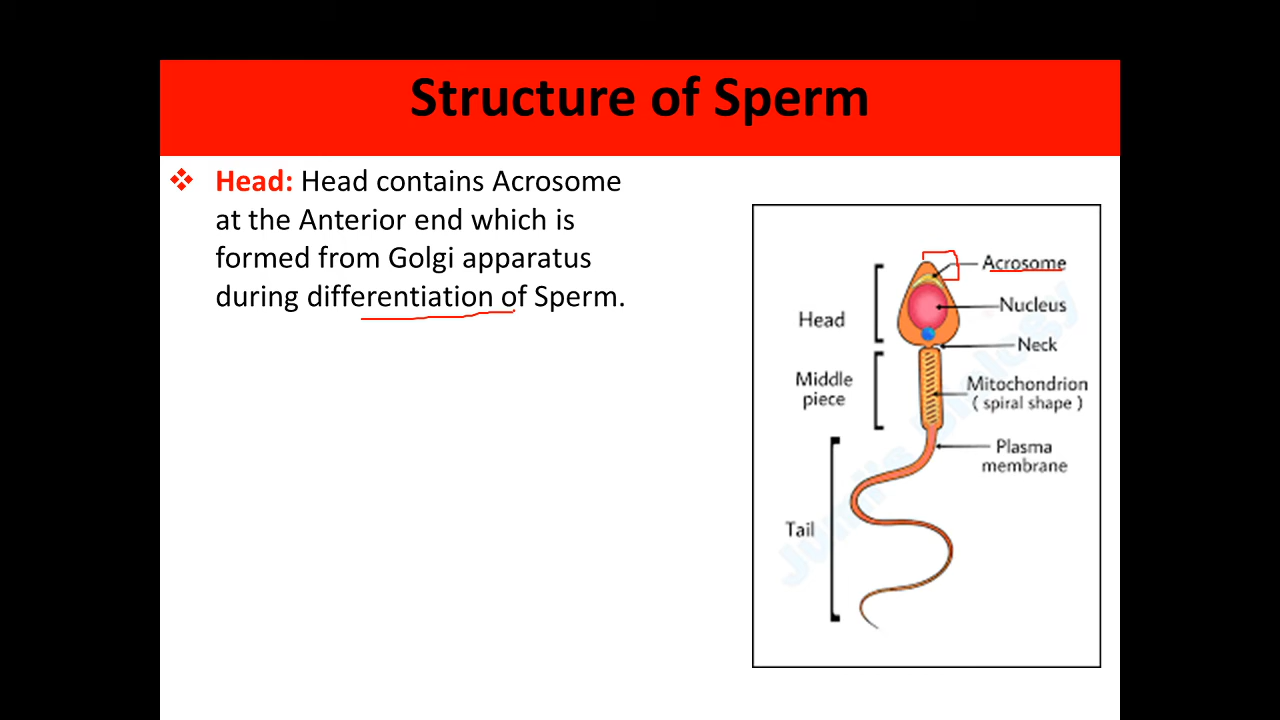 Structure of Sperm
❖ Head: Head contains Acrosome
at the Anterior end which is
formed from Golgi apparatus
during differentiation of Sperm.
Acrosome
Nucleus
Head
Neck
Middle
piece
Mitochondrion
( spiral shape )
Plasma
membrane
Tail